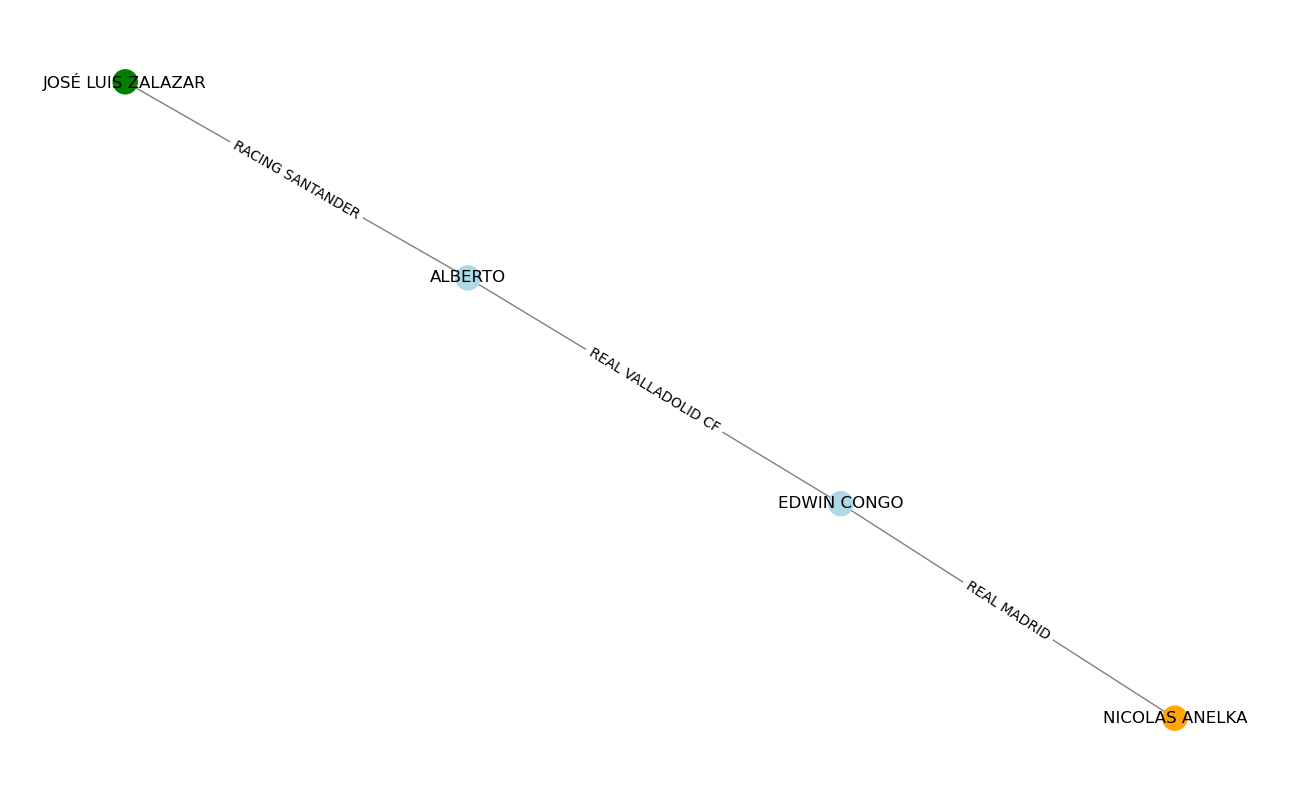 JOSÉ LUIS ZALAZAR
RACING SANTANDER
ALBERTO
REAL VALLADOLID CF
EDWIN CONGO
REAL MADRID
NICOLAS ANELKA